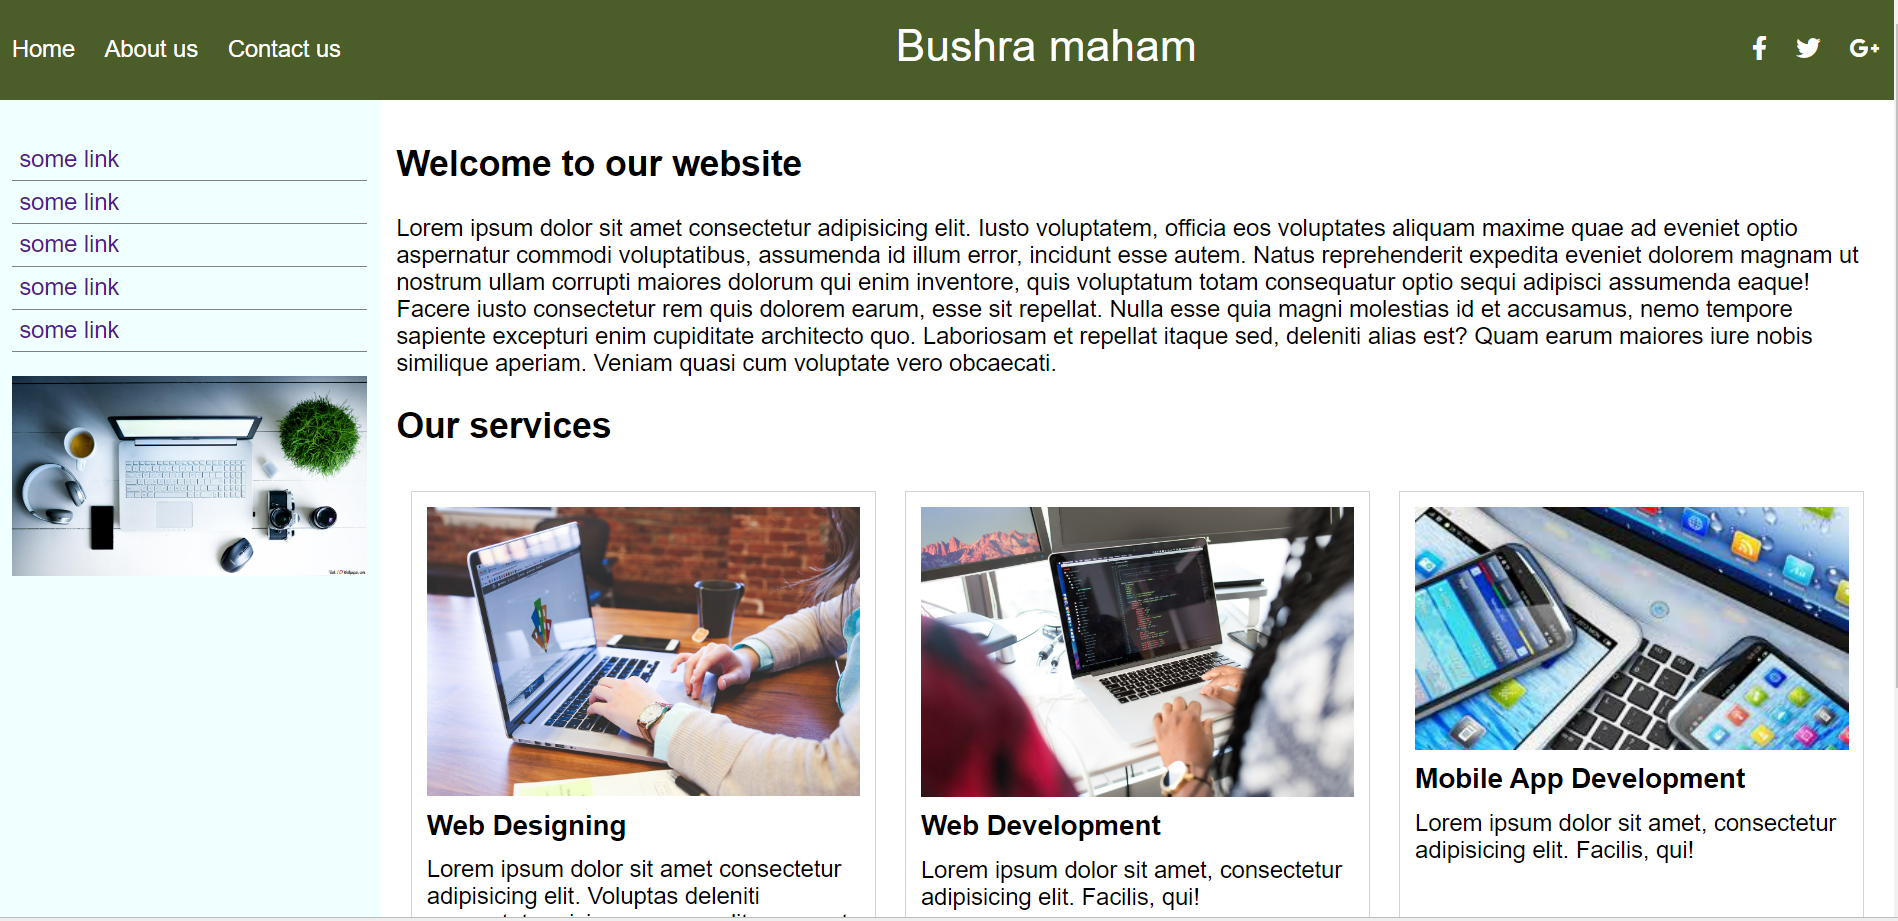 Home About us Contact us
Bushra maham
some link
some link
some link
some link
some link
Welcome to our website
Lorem ipsum dolor sit amet consectetur adipisicing elit. Iusto voluptatem, officia eos voluptates aliquam maxime quae ad eveniet optio
aspernatur commodi voluptatibus, assumenda id illum error, incidunt esse autem. Natus reprehenderit expedita eveniet dolorem magnam ut
nostrum ullam corrupti maiores dolorum qui enim inventore, quis voluptatum totam consequatur optio sequi adipisci assumenda eaque!
Facere iusto consectetur rem quis dolorem earum, esse sit repellat. Nulla esse quia magni molestias id et accusamus, nemo tempore
sapiente excepturi enim cupiditate architecto quo. Laboriosam et repellat itaque sed, deleniti alias est? Quam earum maiores iure nobis
similique aperiam. Veniam quasi cum voluptate vero obcaecati.
Our services
Web Designing
Lorem ipsum dolor sit amet consectetur
adipisicing elit. Voluptas deleniti
Web Development
Lorem ipsum dolor sit amet, consectetur
adipisicing elit. Facilis, qui!
Mobile App Development
Lorem ipsum dolor sit amet, consectetur
adipisicing elit. Facilis, qui!